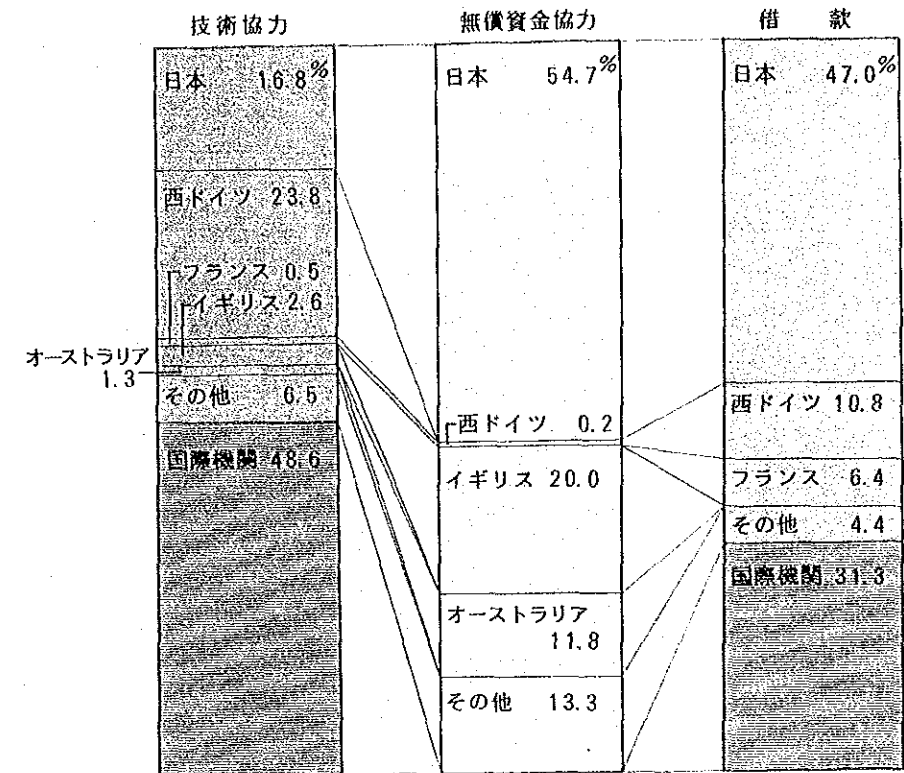 技術協力
日本 16.8%
西ドイツ 23.8
フランス 0.5
イギリス 2.6
オーストラリア
1.3
その他 6.5
国際機関 48.6
無償資金協力
日本 54.7%
西ドイツ 0.2
イギリス 20.0
オーストラリア
11.8
その他 13.3
借款
日本 47.0%
西ドイツ 10.8
フランス 6.4
その他 4.4
国際機関 31.3